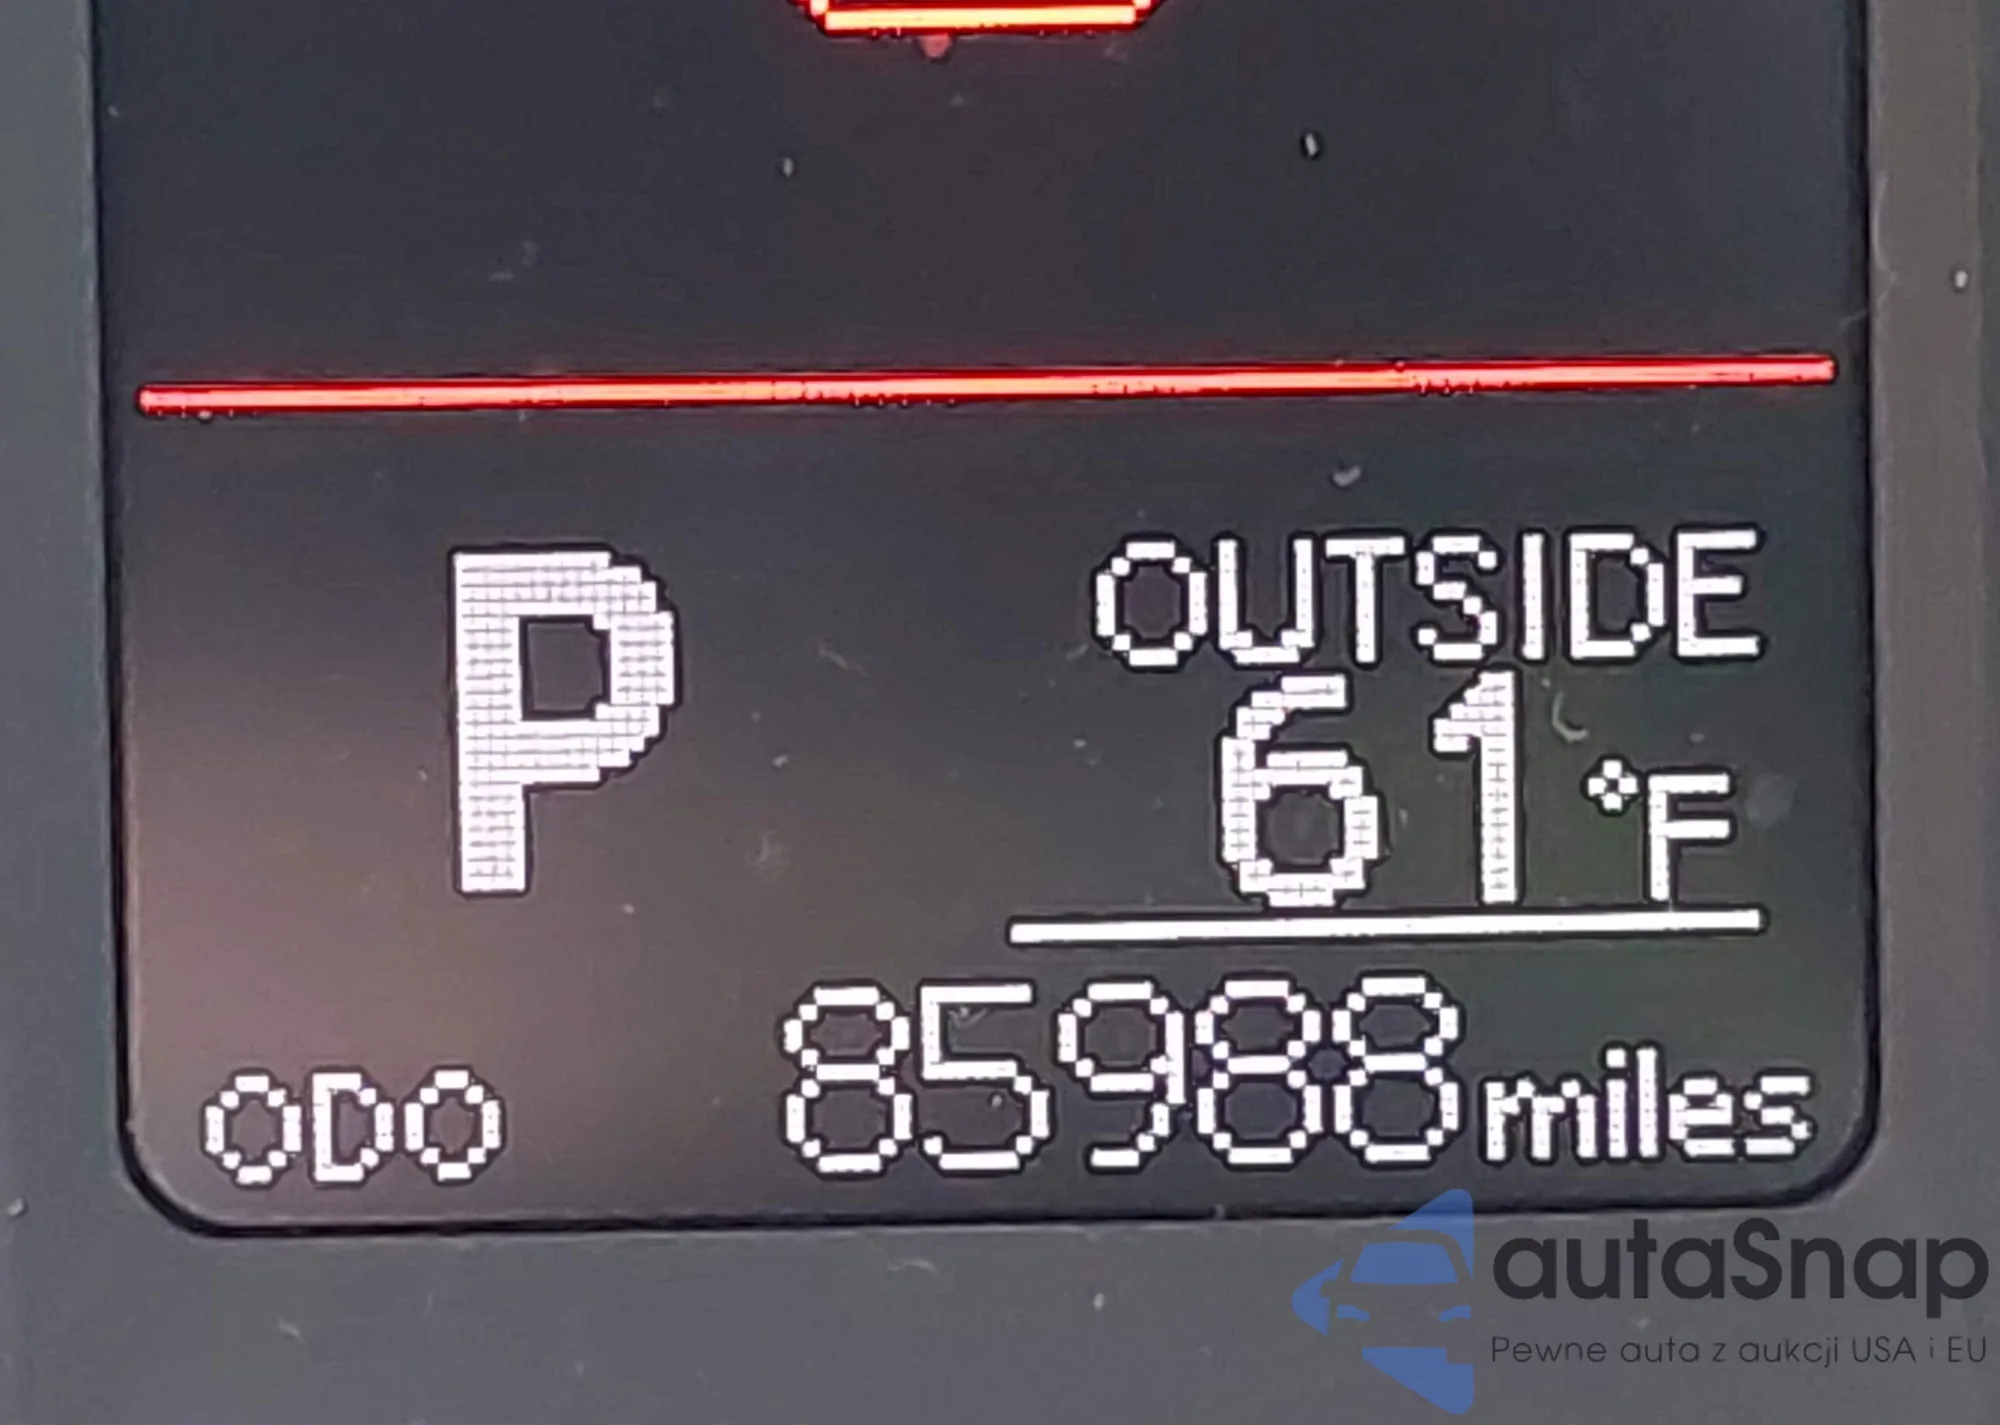 OUTSIDE
P 61°F
ODO 85988 miles
autaSnap
Pewne auta z aukcji USA i EU